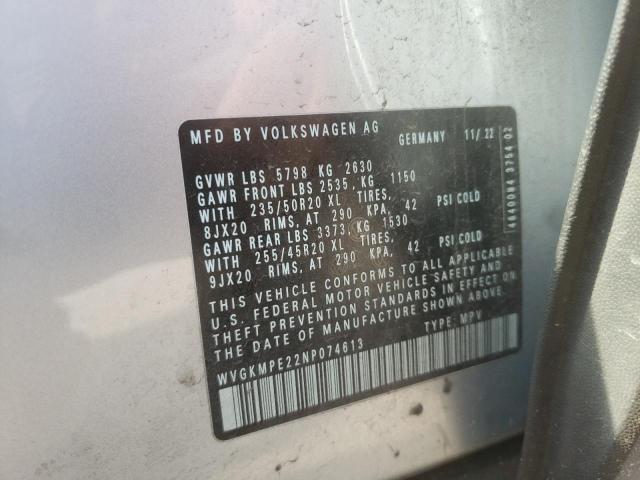 MFD BY VOLKSWAGEN AG GERMANY 11/22
GVWR LBS 5798 KG 2630
GAWR FRONT LBS 2535, KG 1150
WITH 235/50R20 XL TIRES,
8JX20 RIMS, AT 290 KPA, 42 PSI COLD
GAWR REAR LBS 3373, KG 1530
WITH 255/45R20 XL TIRES,
9JX20 RIMS, AT 290 KPA, 42 PSI COLD
THIS VEHICLE CONFORMS TO ALL APPLICABLE
U.S. FEDERAL MOTOR VEHICLE SAFETY AND
THEFT PREVENTION STANDARDS IN EFFECT ON
THE DATE OF MANUFACTURE SHOWN ABOVE.
WVGKMPE22NP074613 TYPE: MPV
4640084 3754 02